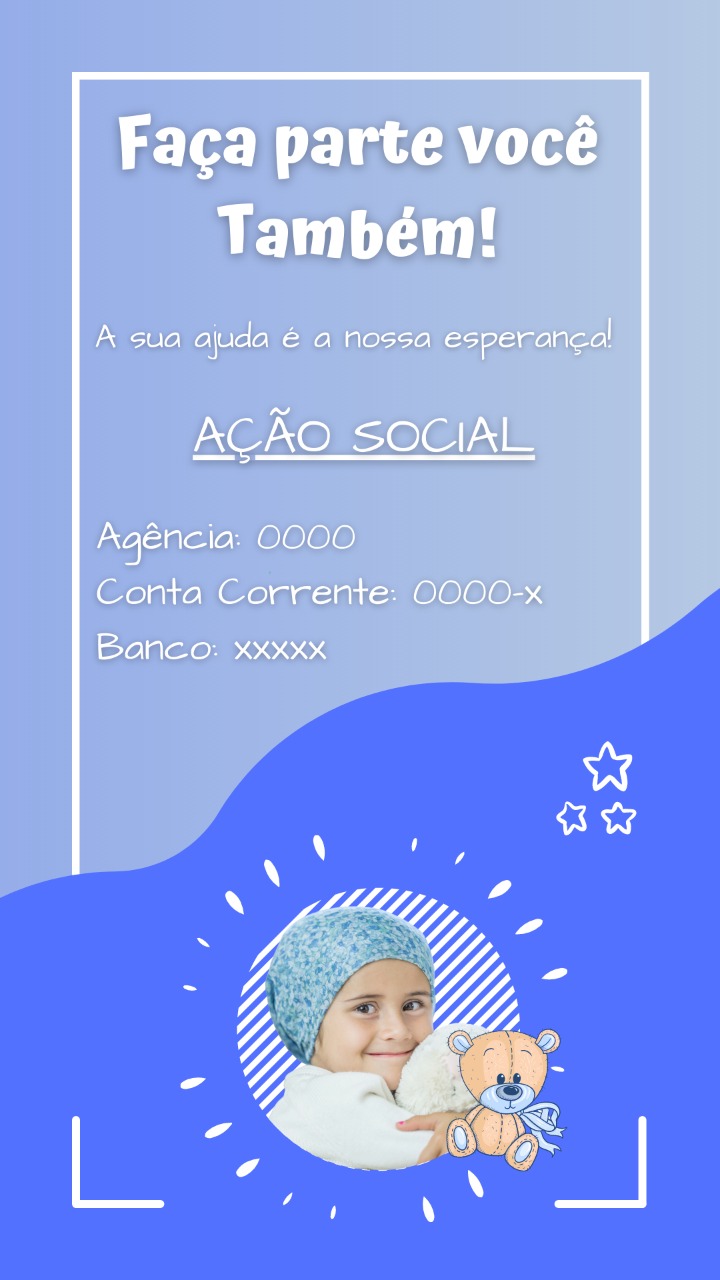 Faça parte você
Também!
A sua ajuda é a nossa esperança!
AÇÃO SOCIAL
Agência: 0000
Conta Corrente: 0000-x
Banco: xxxxx